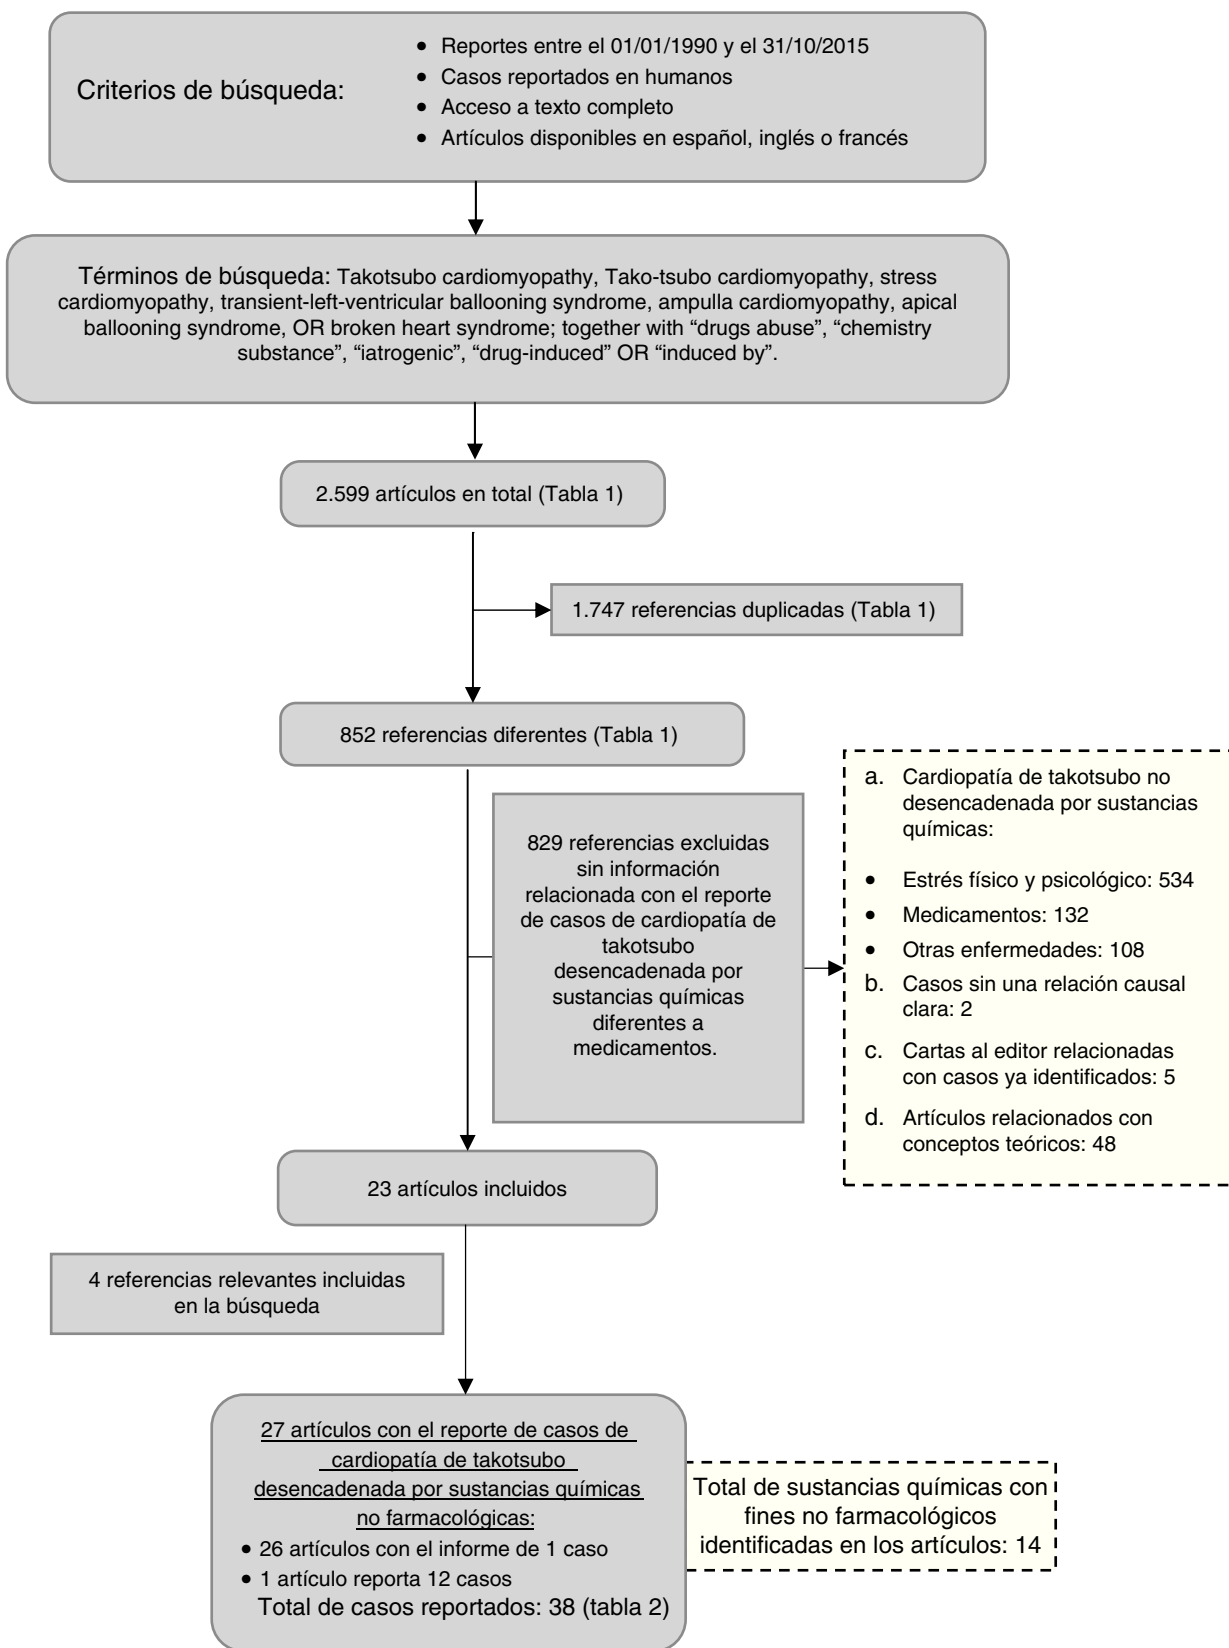 Criterios de búsqueda:
• Reportes entre el 01/01/1990 y el 31/10/2015
• Casos reportados en humanos
• Acceso a texto completo
• Artículos disponibles en español, inglés o francés
Términos de búsqueda: Takotsubo cardiomyopathy, Tako-tsubo cardiomyopathy, stress
cardiomyopathy, transient-left-ventricular ballooning syndrome, ampulla cardiomyopathy, apical
ballooning syndrome, OR broken heart syndrome; together with “drugs abuse”, “chemistry
substance”, “iatrogenic”, “drug-induced” OR “induced by”.
2.599 artículos en total (Tabla 1)
1.747 referencias duplicadas (Tabla 1)
852 referencias diferentes (Tabla 1)
829 referencias excluidas
sin información
relacionada con el reporte
de casos de cardiopatía de
takotsubo
desencadenada por
sustancias químicas
diferentes a
medicamentos.
a. Cardiopatía de takotsubo no
desencadenada por sustancias
químicas:
• Estrés físico y psicológico: 534
• Medicamentos: 132
• Otras enfermedades: 108
b. Casos sin una relación causal
clara: 2
c. Cartas al editor relacionadas
con casos ya identificados: 5
d. Artículos relacionados con
conceptos teóricos: 48
23 artículos incluidos
4 referencias relevantes incluidas
en la búsqueda
27 artículos con el reporte de casos de
cardiopatía de takotsubo
desencadenada por sustancias químicas
no farmacológicas:
• 26 artículos con el informe de 1 caso
• 1 artículo reporta 12 casos
Total de casos reportados: 38 (tabla 2)
Total de sustancias químicas con
fines no farmacológicos
identificadas en los artículos: 14